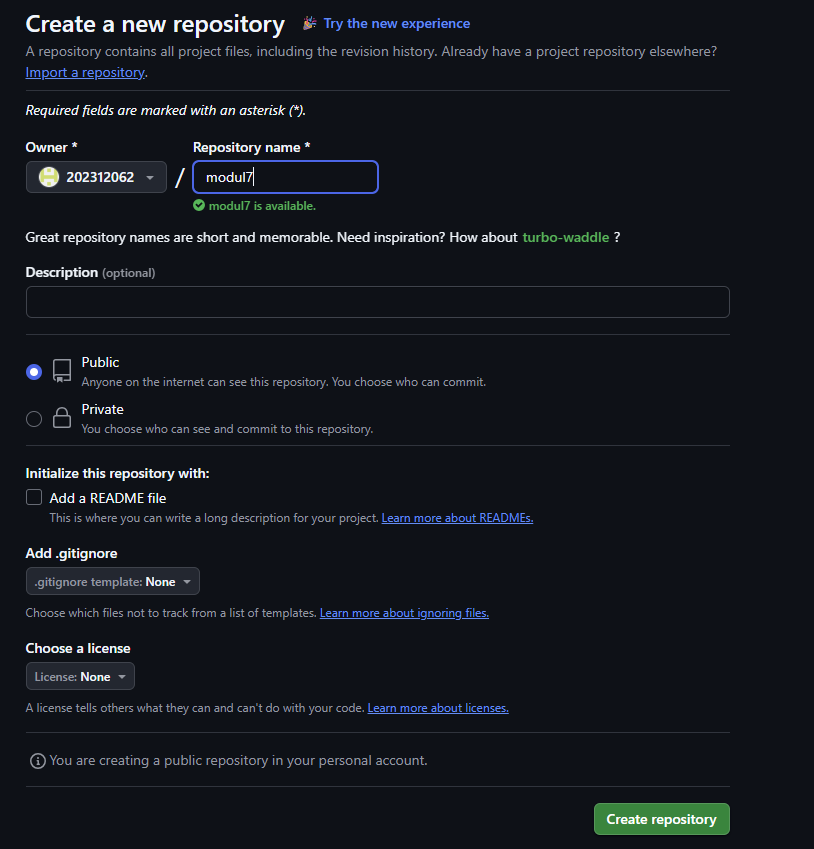 Create a new repository Try the new experience
A repository contains all project files, including the revision history. Already have a project repository elsewhere?
Import a repository.
Required fields are marked with an asterisk (*).
Owner * Repository name *
202312062 / modul7
modul7 is available.
Great repository names are short and memorable. Need inspiration? How about turbo-waddle ?
Description (optional)
Public
Anyone on the internet can see this repository. You choose who can commit.
Private
You choose who can see and commit to this repository.
Initialize this repository with:
Add a README file
This is where you can write a long description for your project. Learn more about READMEs.
Add .gitignore
.gitignore template: None
Choose which files not to track from a list of templates. Learn more about ignoring files.
Choose a license
License: None
A license tells others what they can and can't do with your code. Learn more about licenses.
You are creating a public repository in your personal account.
Create repository